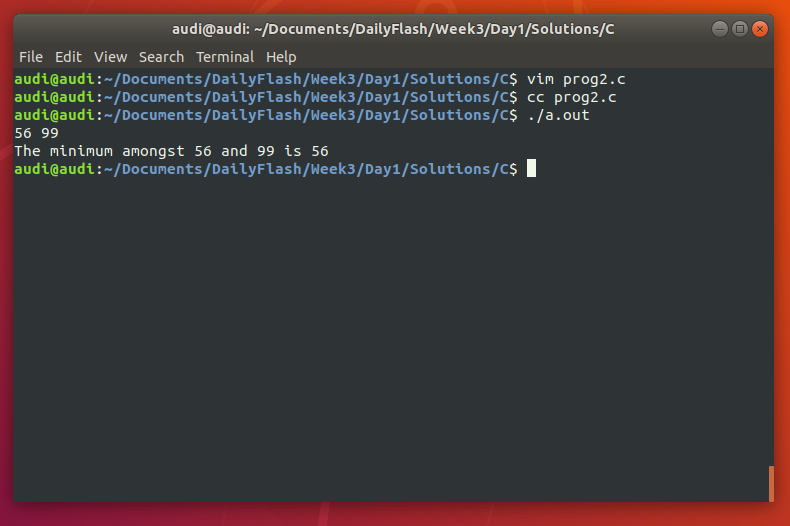 audi@audi: ~/Documents/DailyFlash/Week3/Day1/Solutions/C
File Edit View Search Terminal Help
audi@audi:~/Documents/DailyFlash/Week3/Day1/Solutions/C$ vim prog2.c
audi@audi:~/Documents/DailyFlash/Week3/Day1/Solutions/C$ cc prog2.c
audi@audi:~/Documents/DailyFlash/Week3/Day1/Solutions/C$ ./a.out
56 99
The minimum amongst 56 and 99 is 56
audi@audi:~/Documents/DailyFlash/Week3/Day1/Solutions/C$